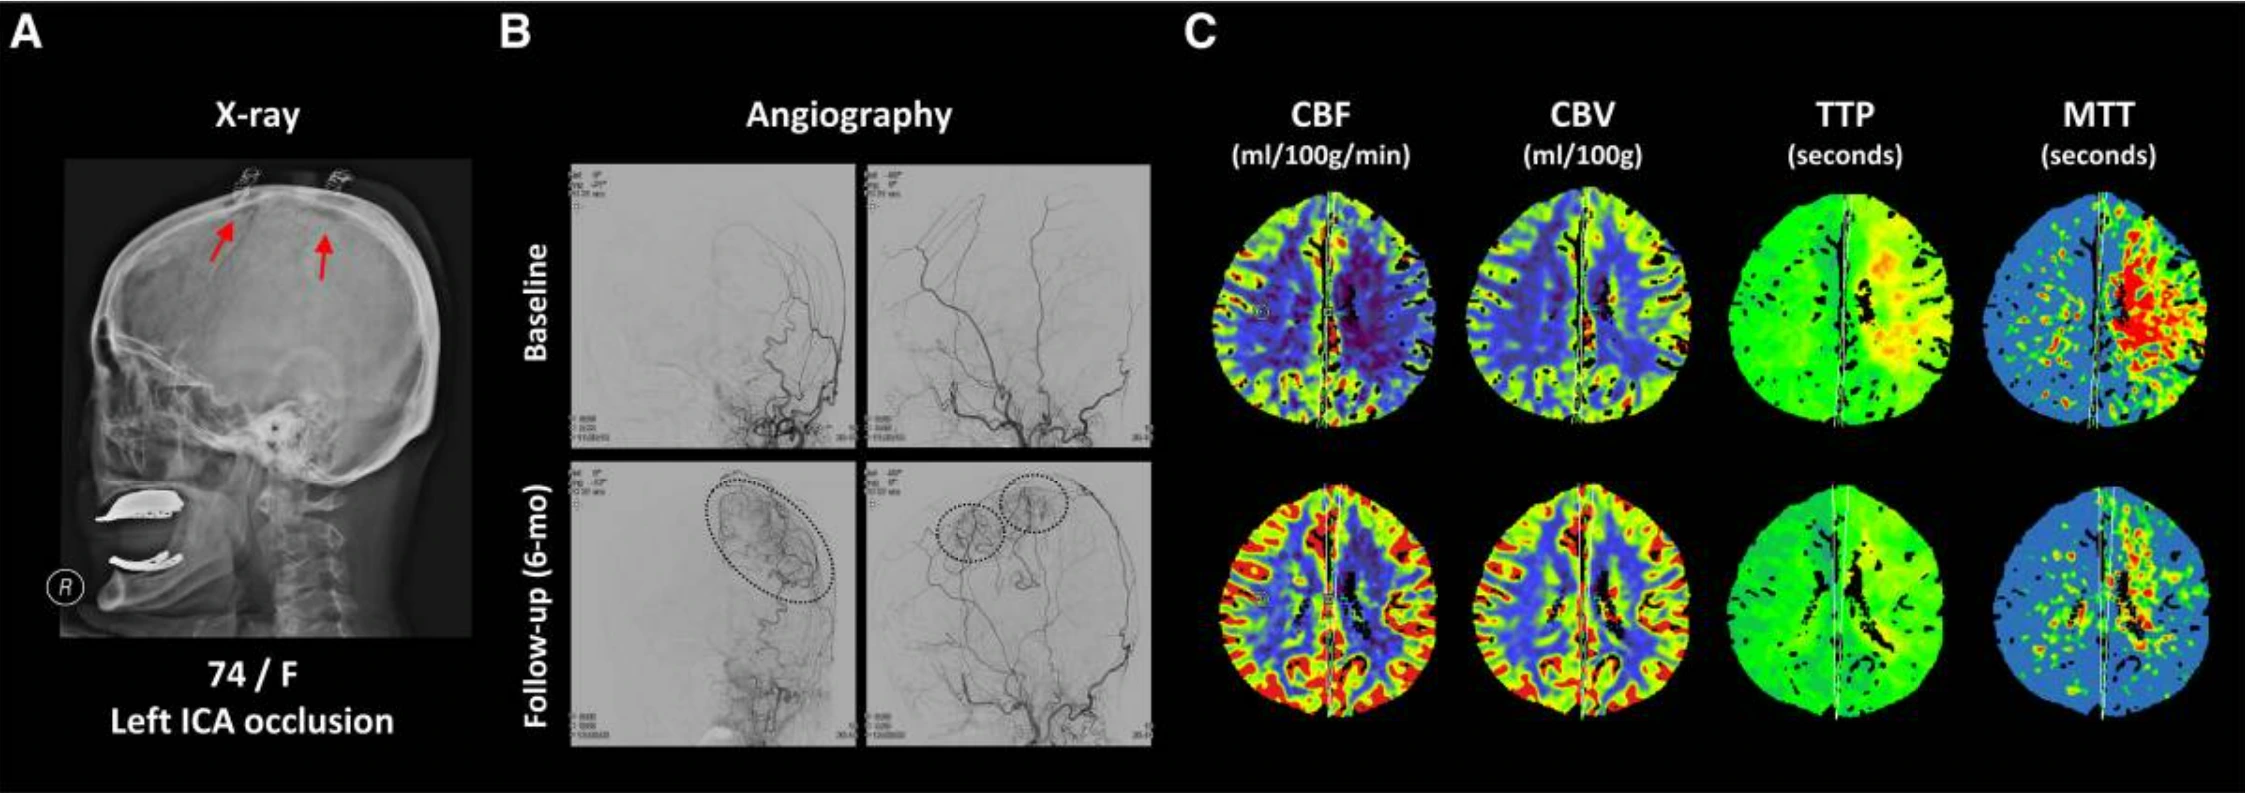 A
B
C
X-ray
Angiography
CBF
(ml/100g/min)
CBV
(ml/100g)
TTP
(seconds)
MTT
(seconds)
Baseline
Follow-up (6-mo)
R
74 / F
Left ICA occlusion